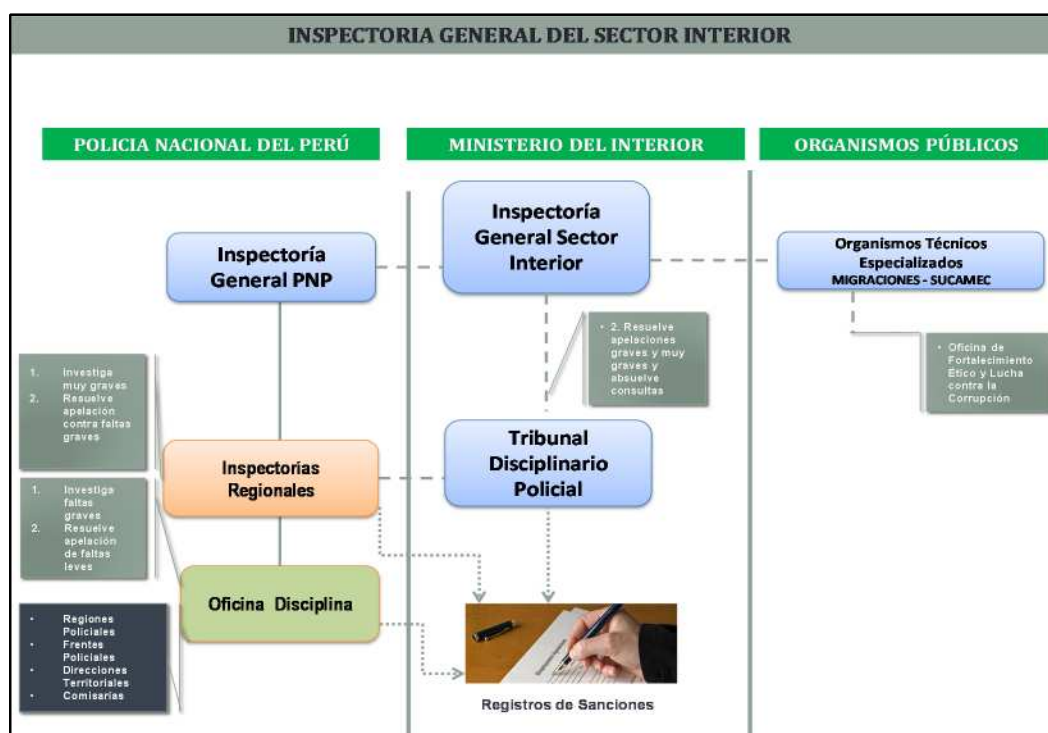 INSPECTORIA GENERAL DEL SECTOR INTERIOR
POLICIA NACIONAL DEL PERÚ
MINISTERIO DEL INTERIOR
ORGANISMOS PÚBLICOS
Inspectoría
General PNP
Inspectoría
General Sector
Interior
Organismos Técnicos
Especializados
MIGRACIONES - SUCAMEC
• 2. Resuelve
apelaciones
graves y muy
graves y
absuelve
consultas
• Oficina de
Fortalecimiento
Ético y Lucha
contra la
Corrupción
1. Investiga
muy graves
2. Resuelve
apelación
contra faltas
graves
Inspectorías
Regionales
Tribunal
Disciplinario
Policial
1. Investiga
faltas
graves
2. Resuelve
apelación
de faltas
leves
Oficina Disciplina
• Regiones
Policiales
• Frentes
Policiales
• Direcciones
Territoriales
• Comisarías
Registros de Sanciones